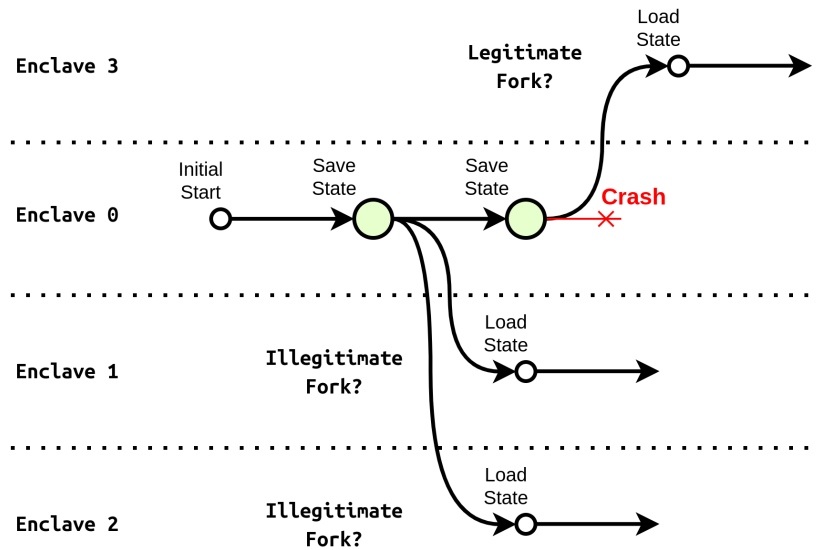 Load
State
Legitimate
Fork?
Enclave 3
Initial
Start
Save
State
Save
State
Crash
Enclave 0
Load
State
Illegitimate
Fork?
Enclave 1
Load
State
Illegitimate
Fork?
Enclave 2